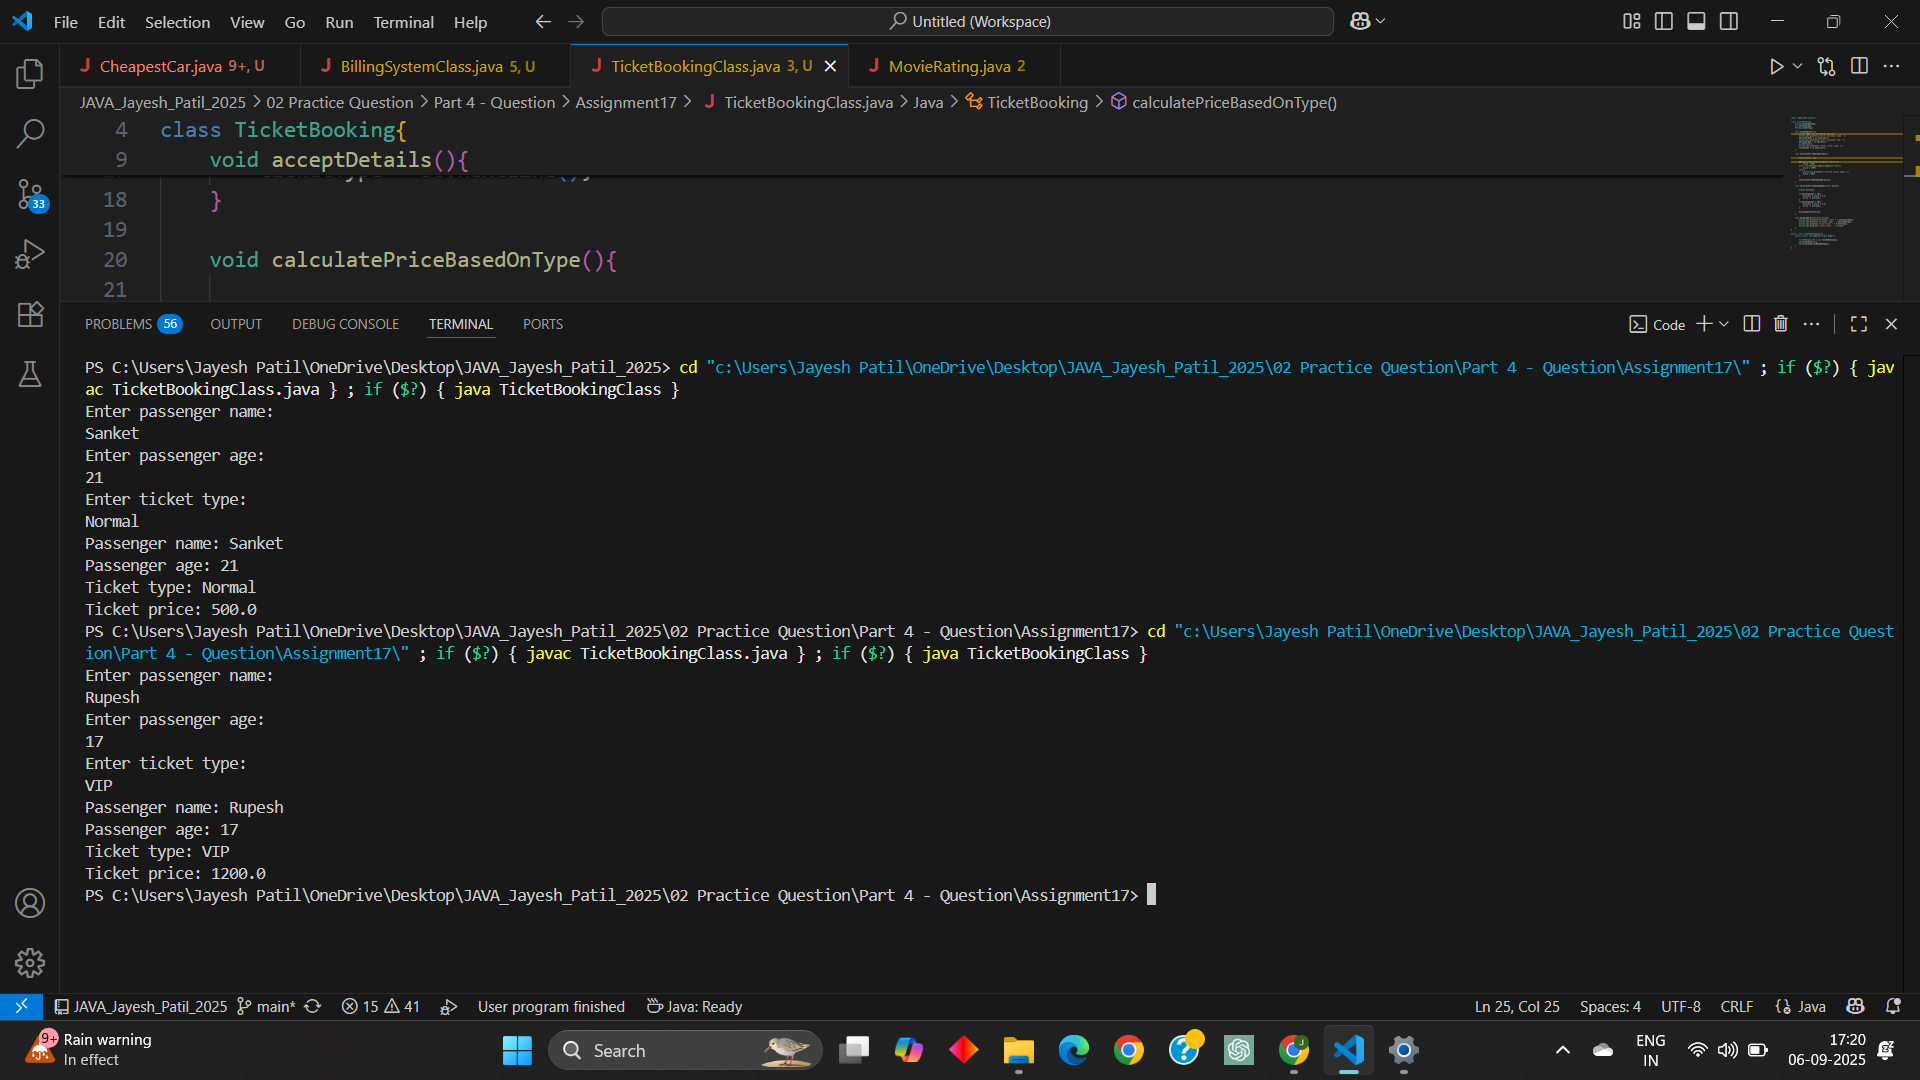 File Edit Selection View Go Run Terminal Help
Untitled (Workspace)
CheapestCar.java 9+, U
BillingSystemClass.java 5, U
TicketBookingClass.java 3, U
MovieRating.java 2
JAVA_Jayesh_Patil_2025 > 02 Practice Question > Part 4 - Question > Assignment17 > TicketBookingClass.java > Java > TicketBooking > calculatePriceBasedOnType()
4 class TicketBooking{
9 void acceptDetails(){
18 }
19
20 void calculatePriceBasedOnType(){
21
33
PROBLEMS 56 OUTPUT DEBUG CONSOLE TERMINAL PORTS
Code
PS C:\Users\Jayesh Patil\OneDrive\Desktop\JAVA_Jayesh_Patil_2025> cd "c:\Users\Jayesh Patil\OneDrive\Desktop\JAVA_Jayesh_Patil_2025\02 Practice Question\Part 4 - Question\Assignment17\" ; if ($?) { jav
ac TicketBookingClass.java } ; if ($?) { java TicketBookingClass }
Enter passenger name:
Sanket
Enter passenger age:
21
Enter ticket type:
Normal
Passenger name: Sanket
Passenger age: 21
Ticket type: Normal
Ticket price: 500.0
PS C:\Users\Jayesh Patil\OneDrive\Desktop\JAVA_Jayesh_Patil_2025\02 Practice Question\Part 4 - Question\Assignment17> cd "c:\Users\Jayesh Patil\OneDrive\Desktop\JAVA_Jayesh_Patil_2025\02 Practice Quest
ion\Part 4 - Question\Assignment17\" ; if ($?) { javac TicketBookingClass.java } ; if ($?) { java TicketBookingClass }
Enter passenger name:
Rupesh
Enter passenger age:
17
Enter ticket type:
VIP
Passenger name: Rupesh
Passenger age: 17
Ticket type: VIP
Ticket price: 1200.0
PS C:\Users\Jayesh Patil\OneDrive\Desktop\JAVA_Jayesh_Patil_2025\02 Practice Question\Part 4 - Question\Assignment17>
JAVA_Jayesh_Patil_2025 main* 15 41 User program finished Java: Ready
Ln 25, Col 25 Spaces: 4 UTF-8 CRLF {} Java
9+ Rain warning
In effect
Search
ENG
IN
17:20
06-09-2025